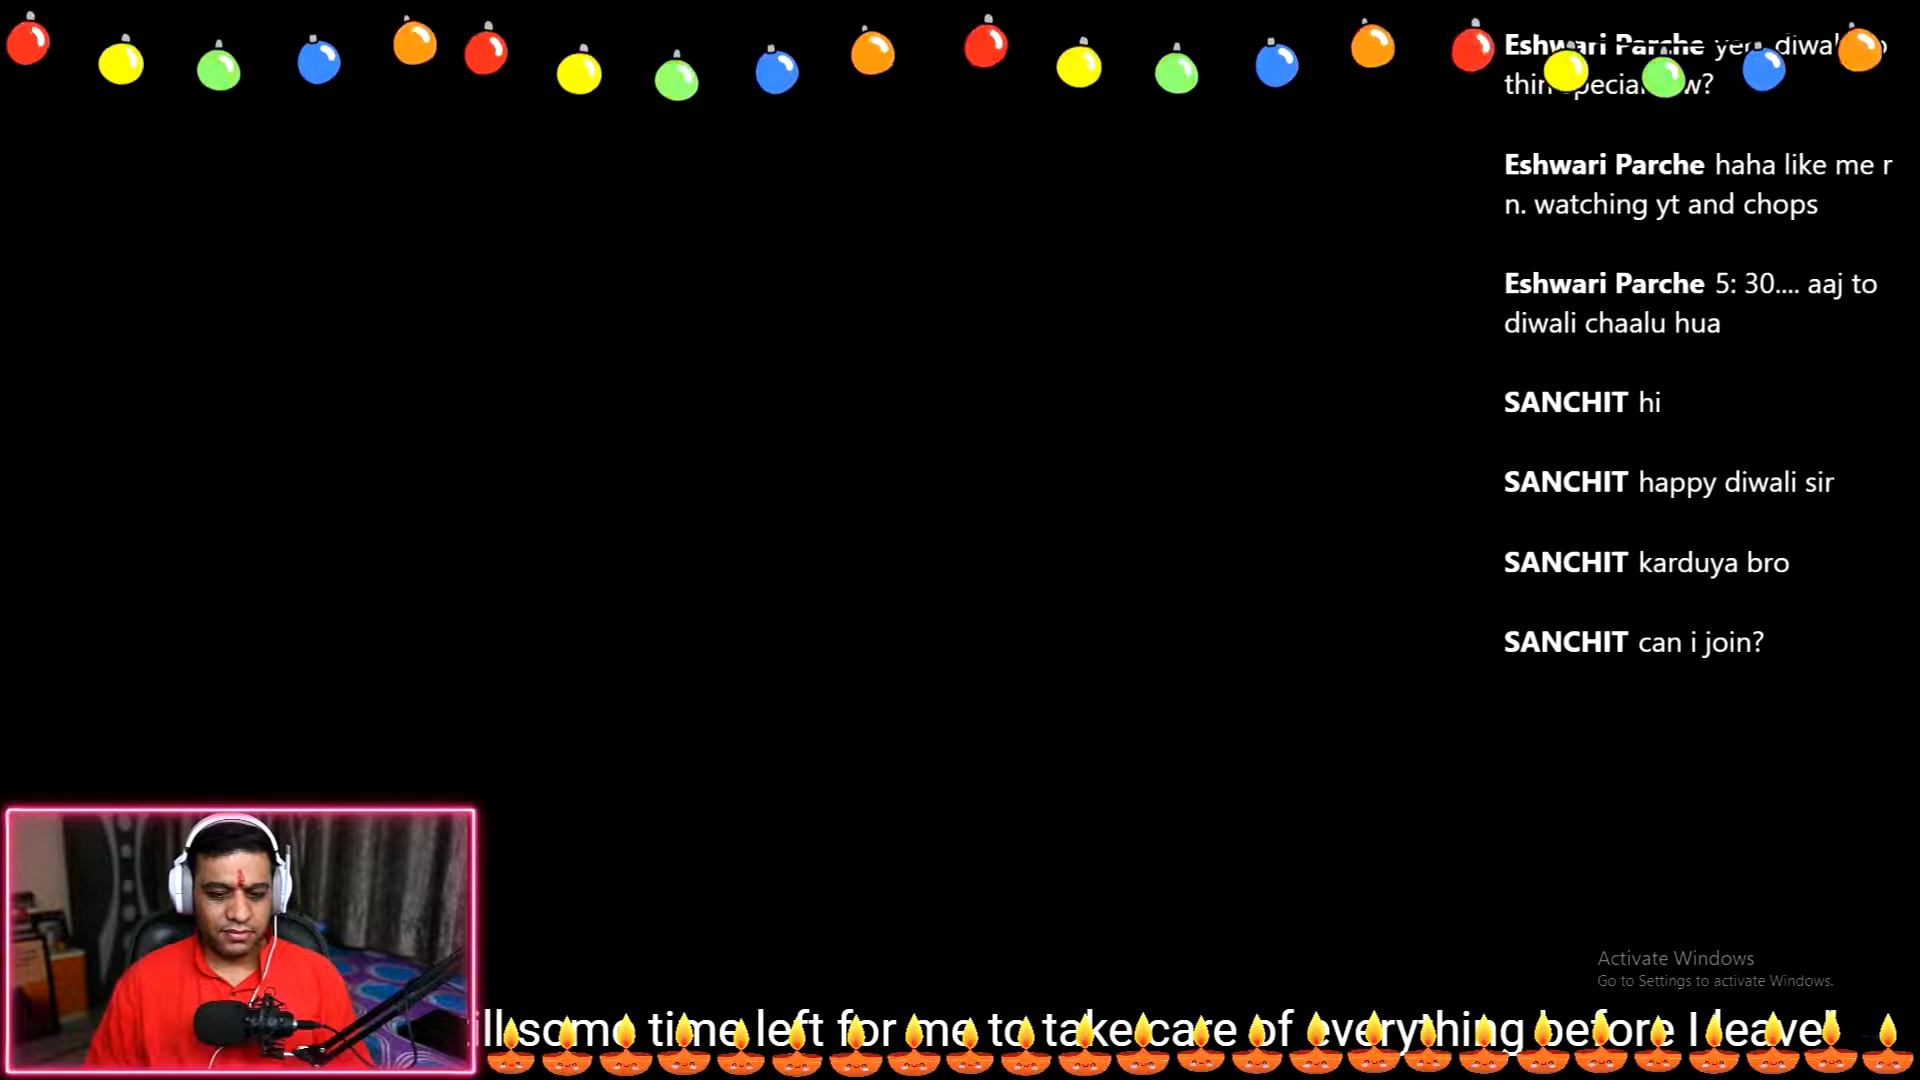 Eshwari Parche diwal
Eshwari Parche haha like me r
n. watching yt and chops
Eshwari Parche 5: 30.... aaj to
diwali chaalu hua
SANCHIT hi
SANCHIT happy diwali sir
SANCHIT karduya bro
SANCHIT can i join?
Activate Windows
Go to Settings to activate Windows.
some time left for me to take care of everything before I leave!